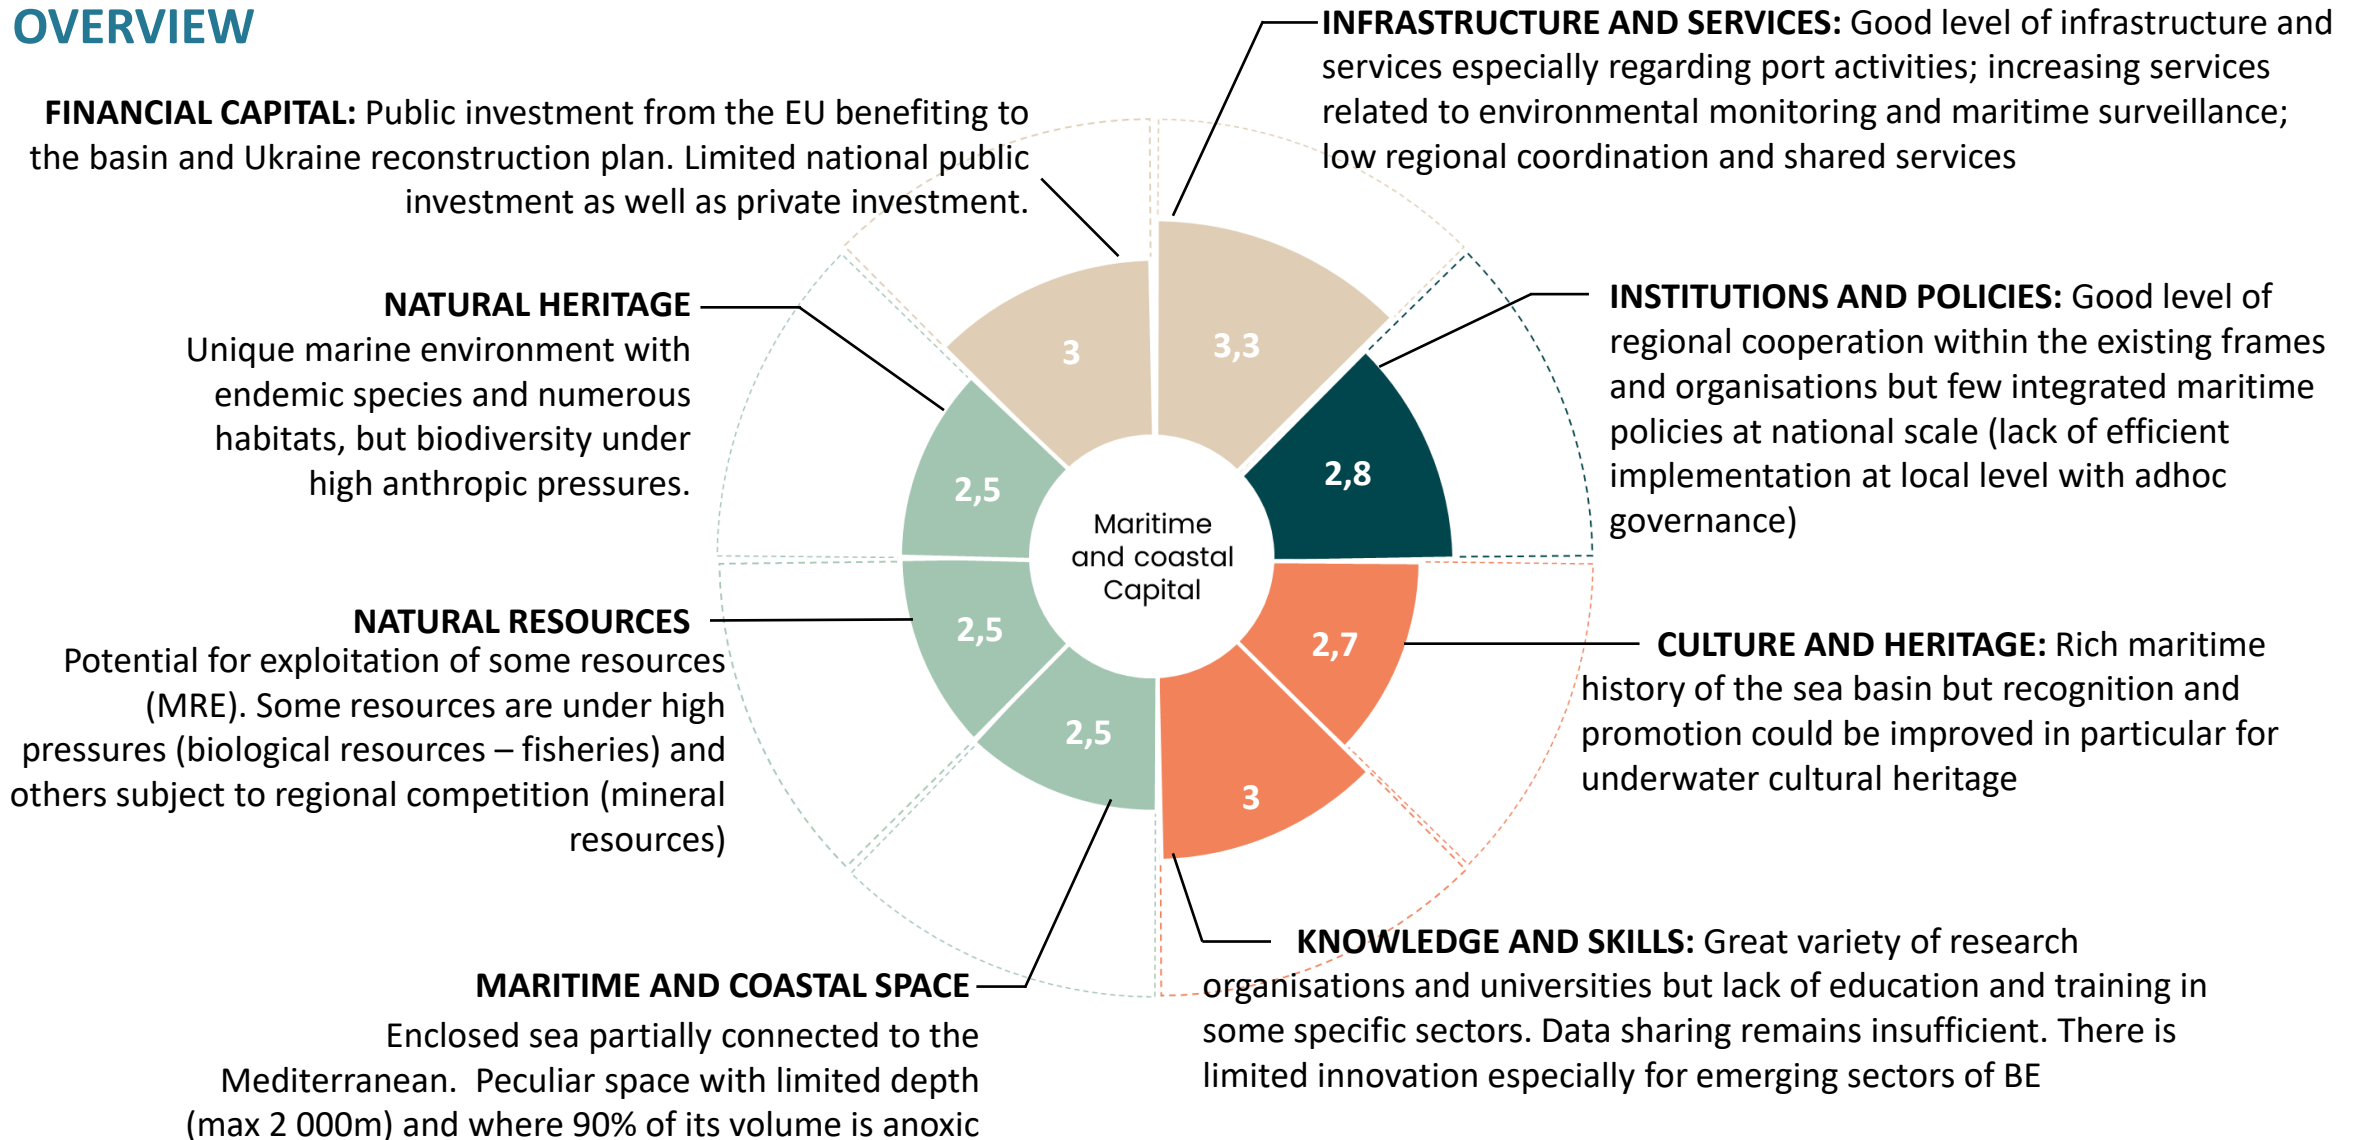 OVERVIEW
FINANCIAL CAPITAL: Public investment from the EU benefiting to
the basin and Ukraine reconstruction plan. Limited national public
investment as well as private investment.
INFRASTRUCTURE AND SERVICES: Good level of infrastructure and
services especially regarding port activities; increasing services
related to environmental monitoring and maritime surveillance;
low regional coordination and shared services
NATURAL HERITAGE
Unique marine environment with
endemic species and numerous
habitats, but biodiversity under
high anthropic pressures.
INSTITUTIONS AND POLICIES: Good level of
regional cooperation within the existing frames
and organisations but few integrated maritime
policies at national scale (lack of efficient
implementation at local level with adhoc
governance)
3
3,3
2,8
2,5
Maritime
and coastal
Capital
2,5
2,7
2,5
3
NATURAL RESOURCES
Potential for exploitation of some resources
(MRE). Some resources are under high
pressures (biological resources – fisheries) and
others subject to regional competition (mineral
resources)
CULTURE AND HERITAGE: Rich maritime
history of the sea basin but recognition and
promotion could be improved in particular for
underwater cultural heritage
MARITIME AND COASTAL SPACE
Enclosed sea partially connected to the
Mediterranean.  Peculiar space with limited depth
(max 2 000m) and where 90% of its volume is anoxic
KNOWLEDGE AND SKILLS: Great variety of research
organisations and universities but lack of education and training in
some specific sectors. Data sharing remains insufficient. There is
limited innovation especially for emerging sectors of BE